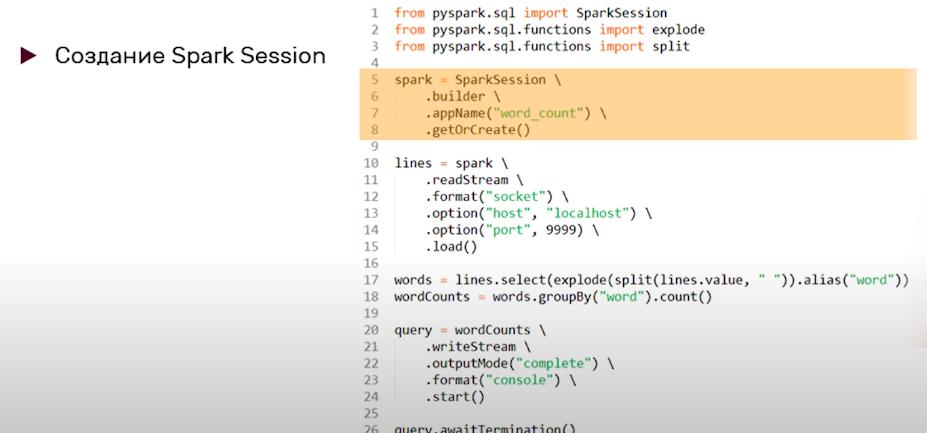 Создание Spark Session
1 from pyspark.sql import SparkSession
2 from pyspark.sql.functions import explode
3 from pyspark.sql.functions import split
4
5 spark = SparkSession \
6     .builder \
7     .appName("word_count") \
8     .getOrCreate()
9
10 lines = spark \
11     .readStream \
12     .format("socket") \
13     .option("host", "localhost") \
14     .option("port", 9999) \
15     .load()
16
17 words = lines.select(explode(split(lines.value, " ")).alias("word"))
18 wordCounts = words.groupBy("word").count()
19
20 query = wordCounts \
21     .writeStream \
22     .outputMode("complete") \
23     .format("console") \
24     .start()
25
26 query.awaitTermination()